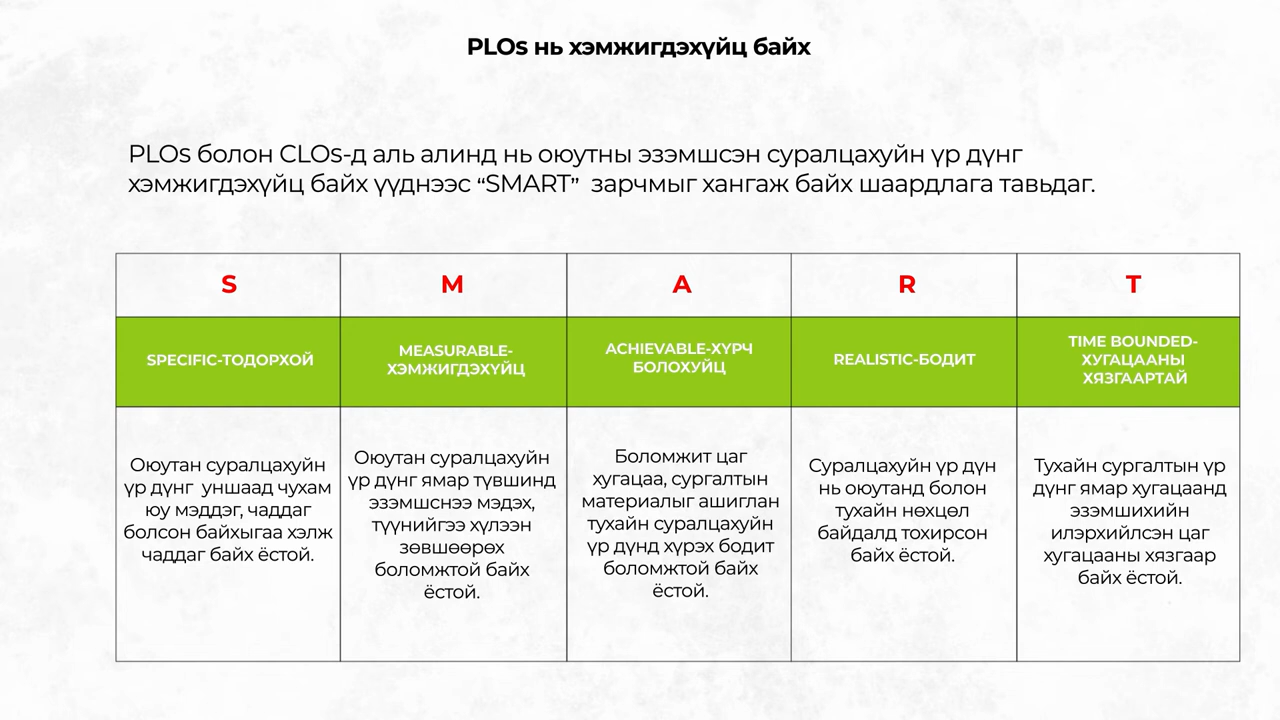 PLOs нь хэмжигдэхүйц байх
PLOs болон CLOs-д аль алинд нь оюутны эзэмшсэн суралцахуйн үр дүнг
хэмжигдэхүйц байх үүднээс “SMART” зарчмыг хангаж байх шаардлага тавьдаг.
S
M
A
R
T
SPECIFIC-ТОДОРХОЙ
MEASURABLE-
ХЭМЖИГДЭХҮЙЦ
ACHIEVABLE-ХҮРЧ
БОЛОХУЙЦ
REALISTIC-БОДИТ
TIME BOUNDED-
ХУГАЦААНЫ
ХЯЗГААРТАЙ
Оюутан суралцахуйн
үр дүнг уншаад чухам
юу мэддэг, чаддаг
болсон байхыгаа хэлж
чаддаг байх ёстой.
Оюутан суралцахуйн
үр дүнг ямар түвшинд
эзэмшснээ мэдэх,
түүнийгээ хүлээн
зөвшөөрөх
боломжтой байх
ёстой.
Боломжит цаг
хугацаа, сургалтын
материалыг ашиглан
тухайн суралцахуйн
үр дүнд хүрэх бодит
боломжтой байх
ёстой.
Суралцахуйн үр дүн
нь оюутанд болон
тухайн нөхцөл
байдалд тохирсон
байх ёстой.
Тухайн сургалтын үр
дүнг ямар хугацаанд
эзэмшихийн
илэрхийлсэн цаг
хугацааны хязгаар
байх ёстой.